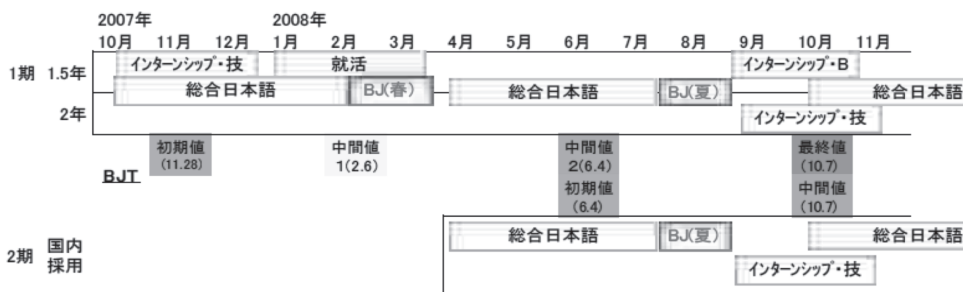 2007年 2008年
10月 11月 12月 1月 2月 3月 4月 5月 6月 7月 8月 9月 10月 11月
1期 1.5年 インターンシップ・技 就活 インターンシップ・B
総合日本語 BJ(春) 総合日本語 BJ(夏) 総合日本語
2年 インターンシップ・技
初期値 中間値 中間値 最終値
(11.28) 1(2.6) 2(6.4) (10.7)
BJT 初期値 中間値
(6.4) (10.7)
総合日本語 BJ(夏) 総合日本語
2期 国内
採用 インターンシップ・技